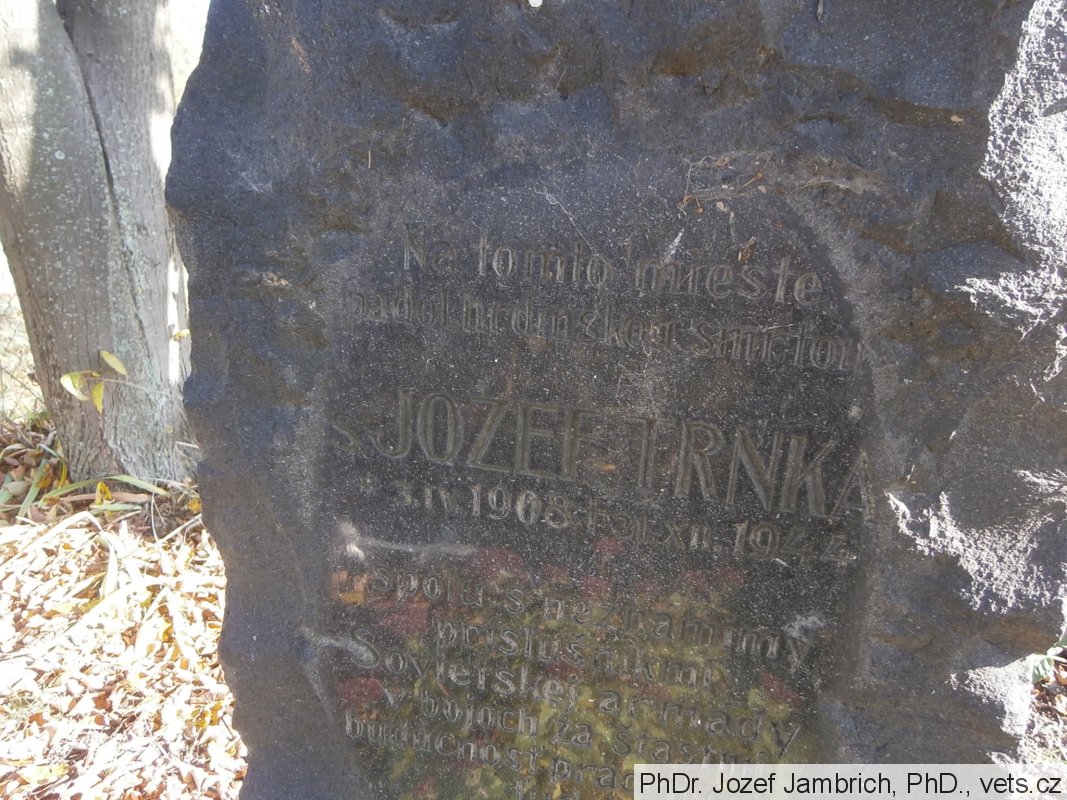 Na tomto mieste
padol hrdinskou smrťou
s. JOZEF TRNKA
* 3. IV. 1908 † 31. XII. 1944
spolu s neznámymi
príslušníkmi
Sovietskej armády
v bojoch za šťastnú
budúcnosť
PhDr. Jozef Jambrich, PhD., vets.cz